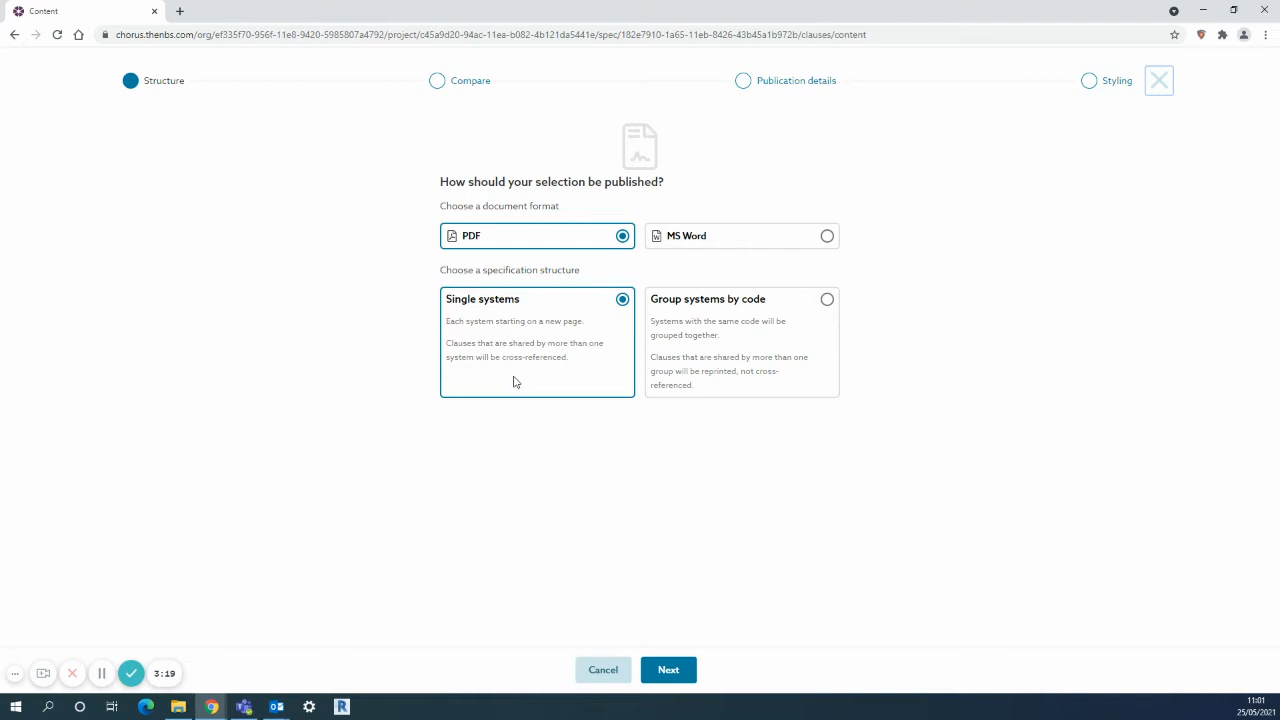 Content
chorus.thenbs.com/org/ef335f70-956f-11e8-9420-5985807a4792/project/c45a9d20-94ac-11ea-b082-4b121da5441e/spec/182e7910-1a65-11eb-8426-43b45a1b972b/clauses/content
Structure
Compare
Publication details
Styling
How should your selection be published?
Choose a document format
PDF
MS Word
Choose a specification structure
Single systems
Each system starting on a new page.
Clauses that are shared by more than one
system will be cross-referenced.
Group systems by code
Systems with the same code will be
grouped together.
Clauses that are shared by more than one
group will be reprinted, not cross-
referenced.
Cancel
Next
3:19
11:01
25/05/2021